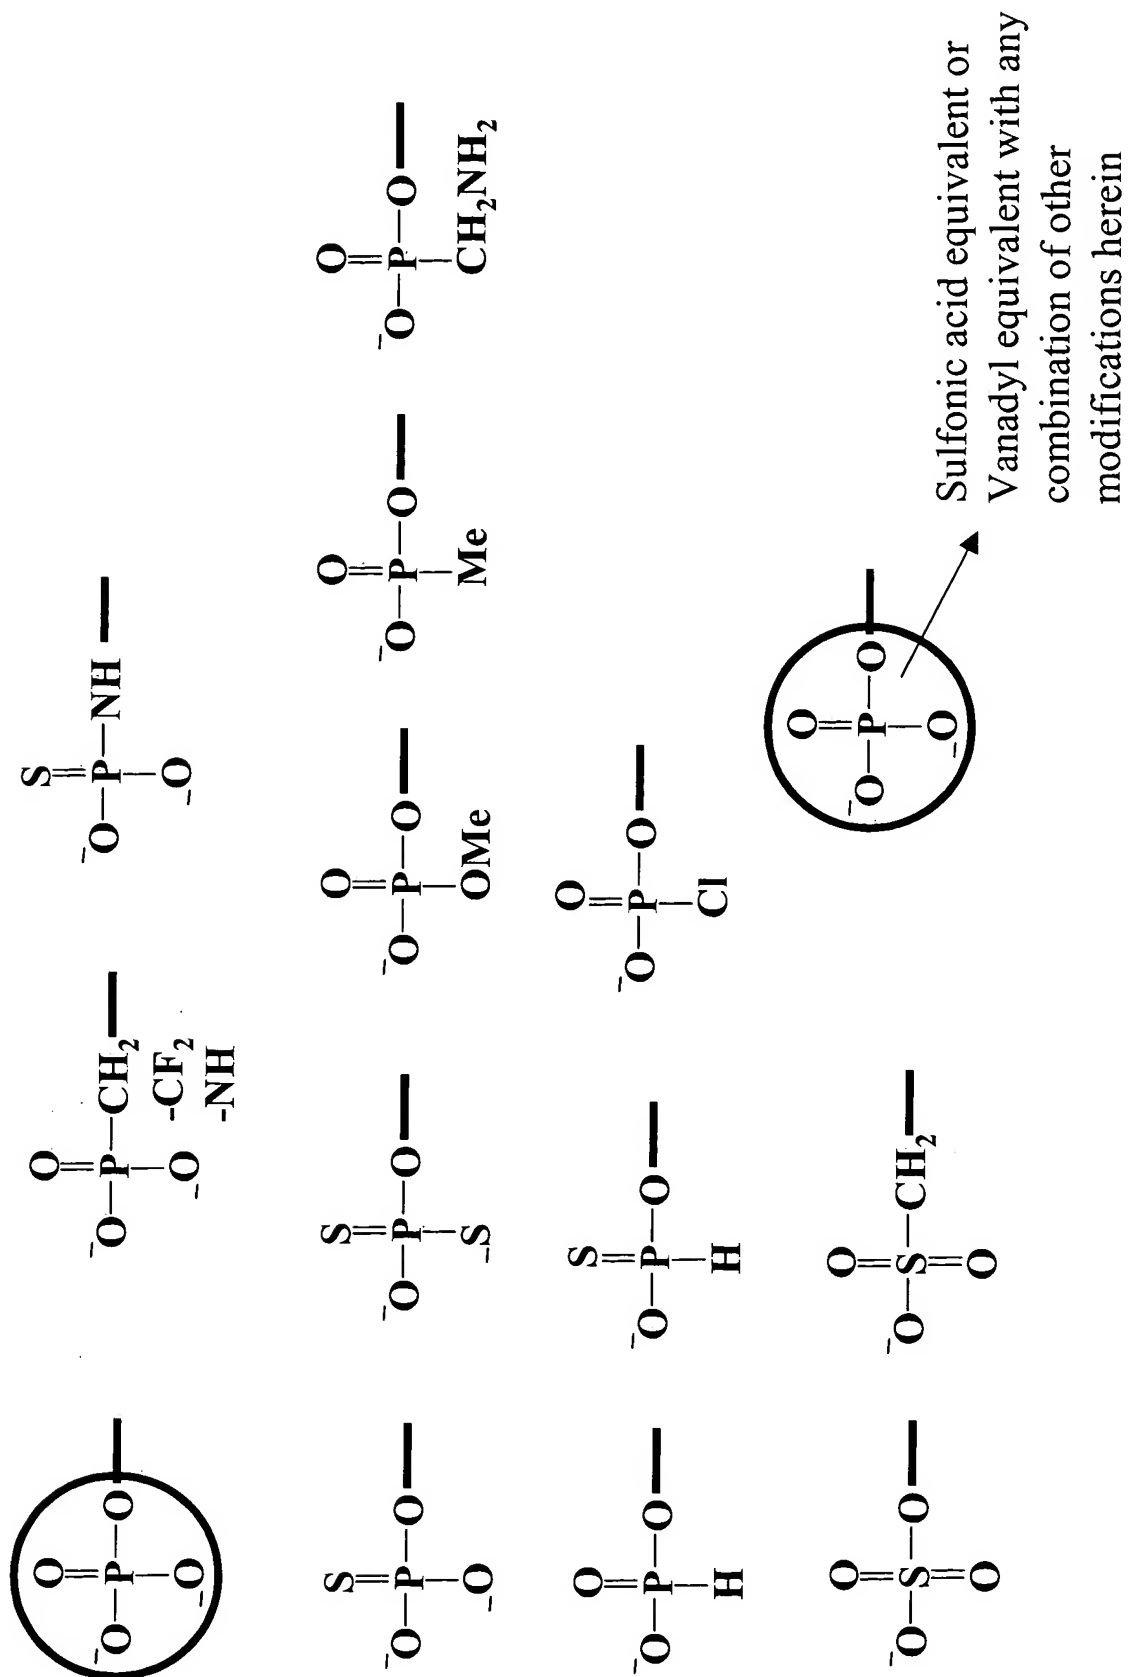 O O S
⁻O–P–O ⁻O–P–CH₂ ⁻O–P–NH
-CF₂
O⁻ O⁻ O⁻
-NH
S S O O O
⁻O–P–O ⁻O–P–O ⁻O–P–O ⁻O–P–O ⁻O–P–O
O⁻ S⁻ OMe Me CH₂NH₂
O S O
⁻O–P–O ⁻O–P–O ⁻O–P–O
H H Cl
O
⁻O–P–O
O⁻
O O
⁻O–S–O ⁻O–S–CH₂
O O
Sulfonic acid equivalent or
Vanadyl equivalent with any
combination of other
modifications herein